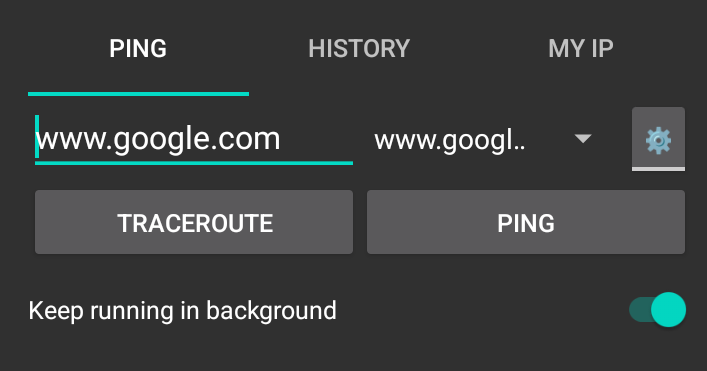 PING HISTORY MY IP
www.google.com www.googl..
TRACEROUTE PING
Keep running in background